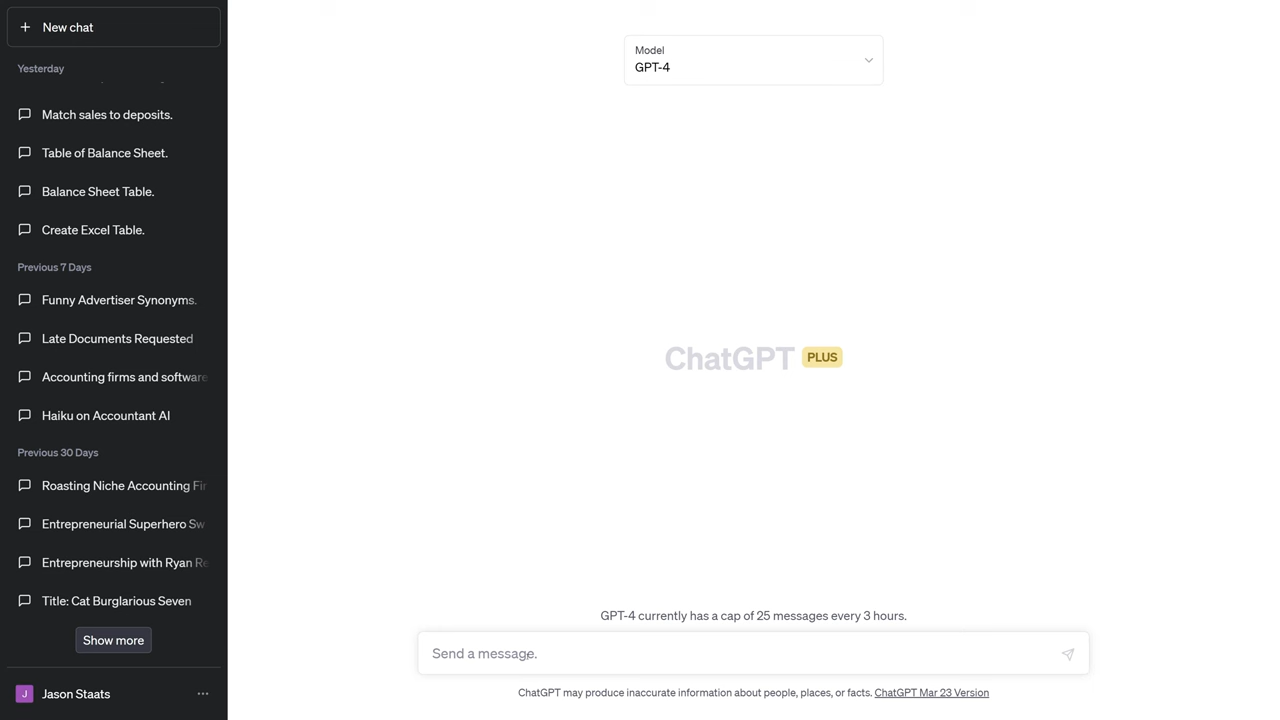 New chat
Yesterday
Match sales to deposits.
Table of Balance Sheet.
Balance Sheet Table.
Create Excel Table.
Previous 7 Days
Funny Advertiser Synonyms.
Late Documents Requested
Accounting firms and software
Haiku on Accountant AI
Previous 30 Days
Roasting Niche Accounting Fir
Entrepreneurial Superhero Sw
Entrepreneurship with Ryan Re
Title: Cat Burglarious Seven
Show more
J Jason Staats
Model
GPT-4
ChatGPT PLUS
GPT-4 currently has a cap of 25 messages every 3 hours.
Send a message.
ChatGPT may produce inaccurate information about people, places, or facts. ChatGPT Mar 23 Version